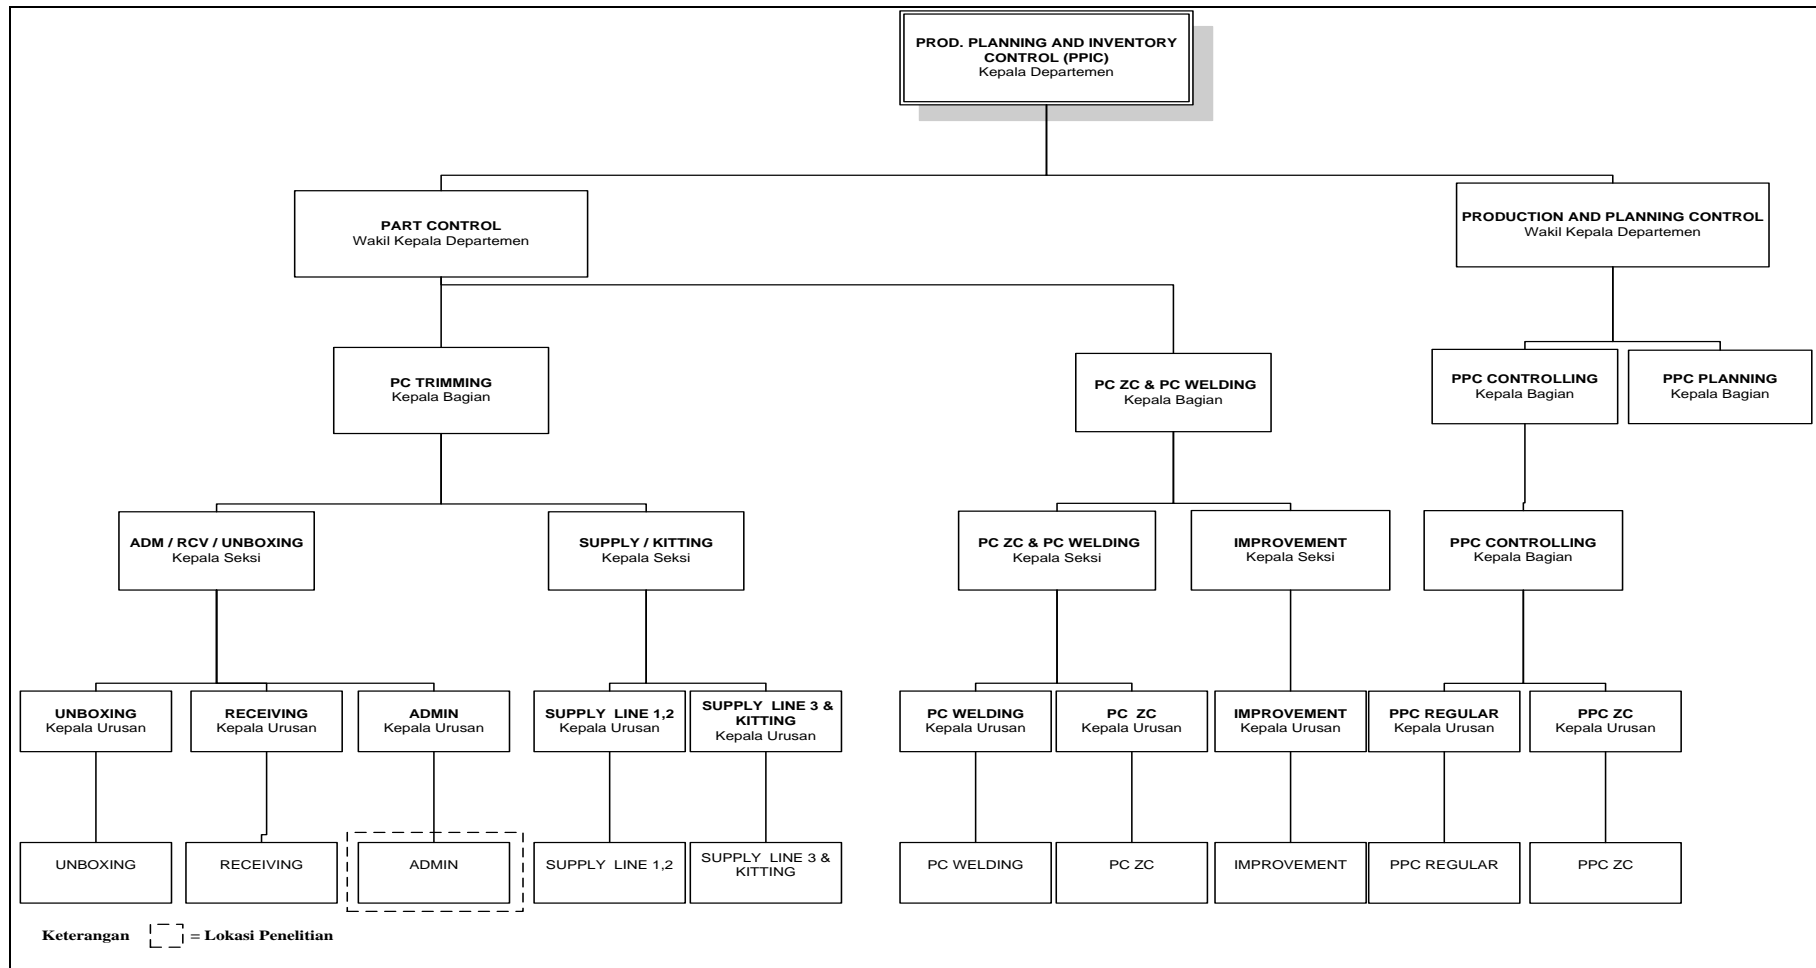 PROD. PLANNING AND INVENTORY
CONTROL (PPIC)
Kepala Departemen
PART CONTROL
Wakil Kepala Departemen
PRODUCTION AND PLANNING CONTROL
Wakil Kepala Departemen
PC TRIMMING
Kepala Bagian
PC ZC & PC WELDING
Kepala Bagian
PPC CONTROLLING
Kepala Bagian
PPC PLANNING
Kepala Bagian
ADM / RCV / UNBOXING
Kepala Seksi
SUPPLY / KITTING
Kepala Seksi
PC ZC & PC WELDING
Kepala Seksi
IMPROVEMENT
Kepala Seksi
PPC CONTROLLING
Kepala Bagian
UNBOXING
Kepala Urusan
RECEIVING
Kepala Urusan
ADMIN
Kepala Urusan
SUPPLY LINE 1,2
Kepala Urusan
SUPPLY LINE 3 &
KITTING
Kepala Urusan
PC WELDING
Kepala Urusan
PC ZC
Kepala Urusan
IMPROVEMENT
Kepala Urusan
PPC REGULAR
Kepala Urusan
PPC ZC
Kepala Urusan
UNBOXING
RECEIVING
ADMIN
SUPPLY LINE 1,2
SUPPLY LINE 3 &
KITTING
PC WELDING
PC ZC
IMPROVEMENT
PPC REGULAR
PPC ZC
Keterangan = Lokasi Penelitian